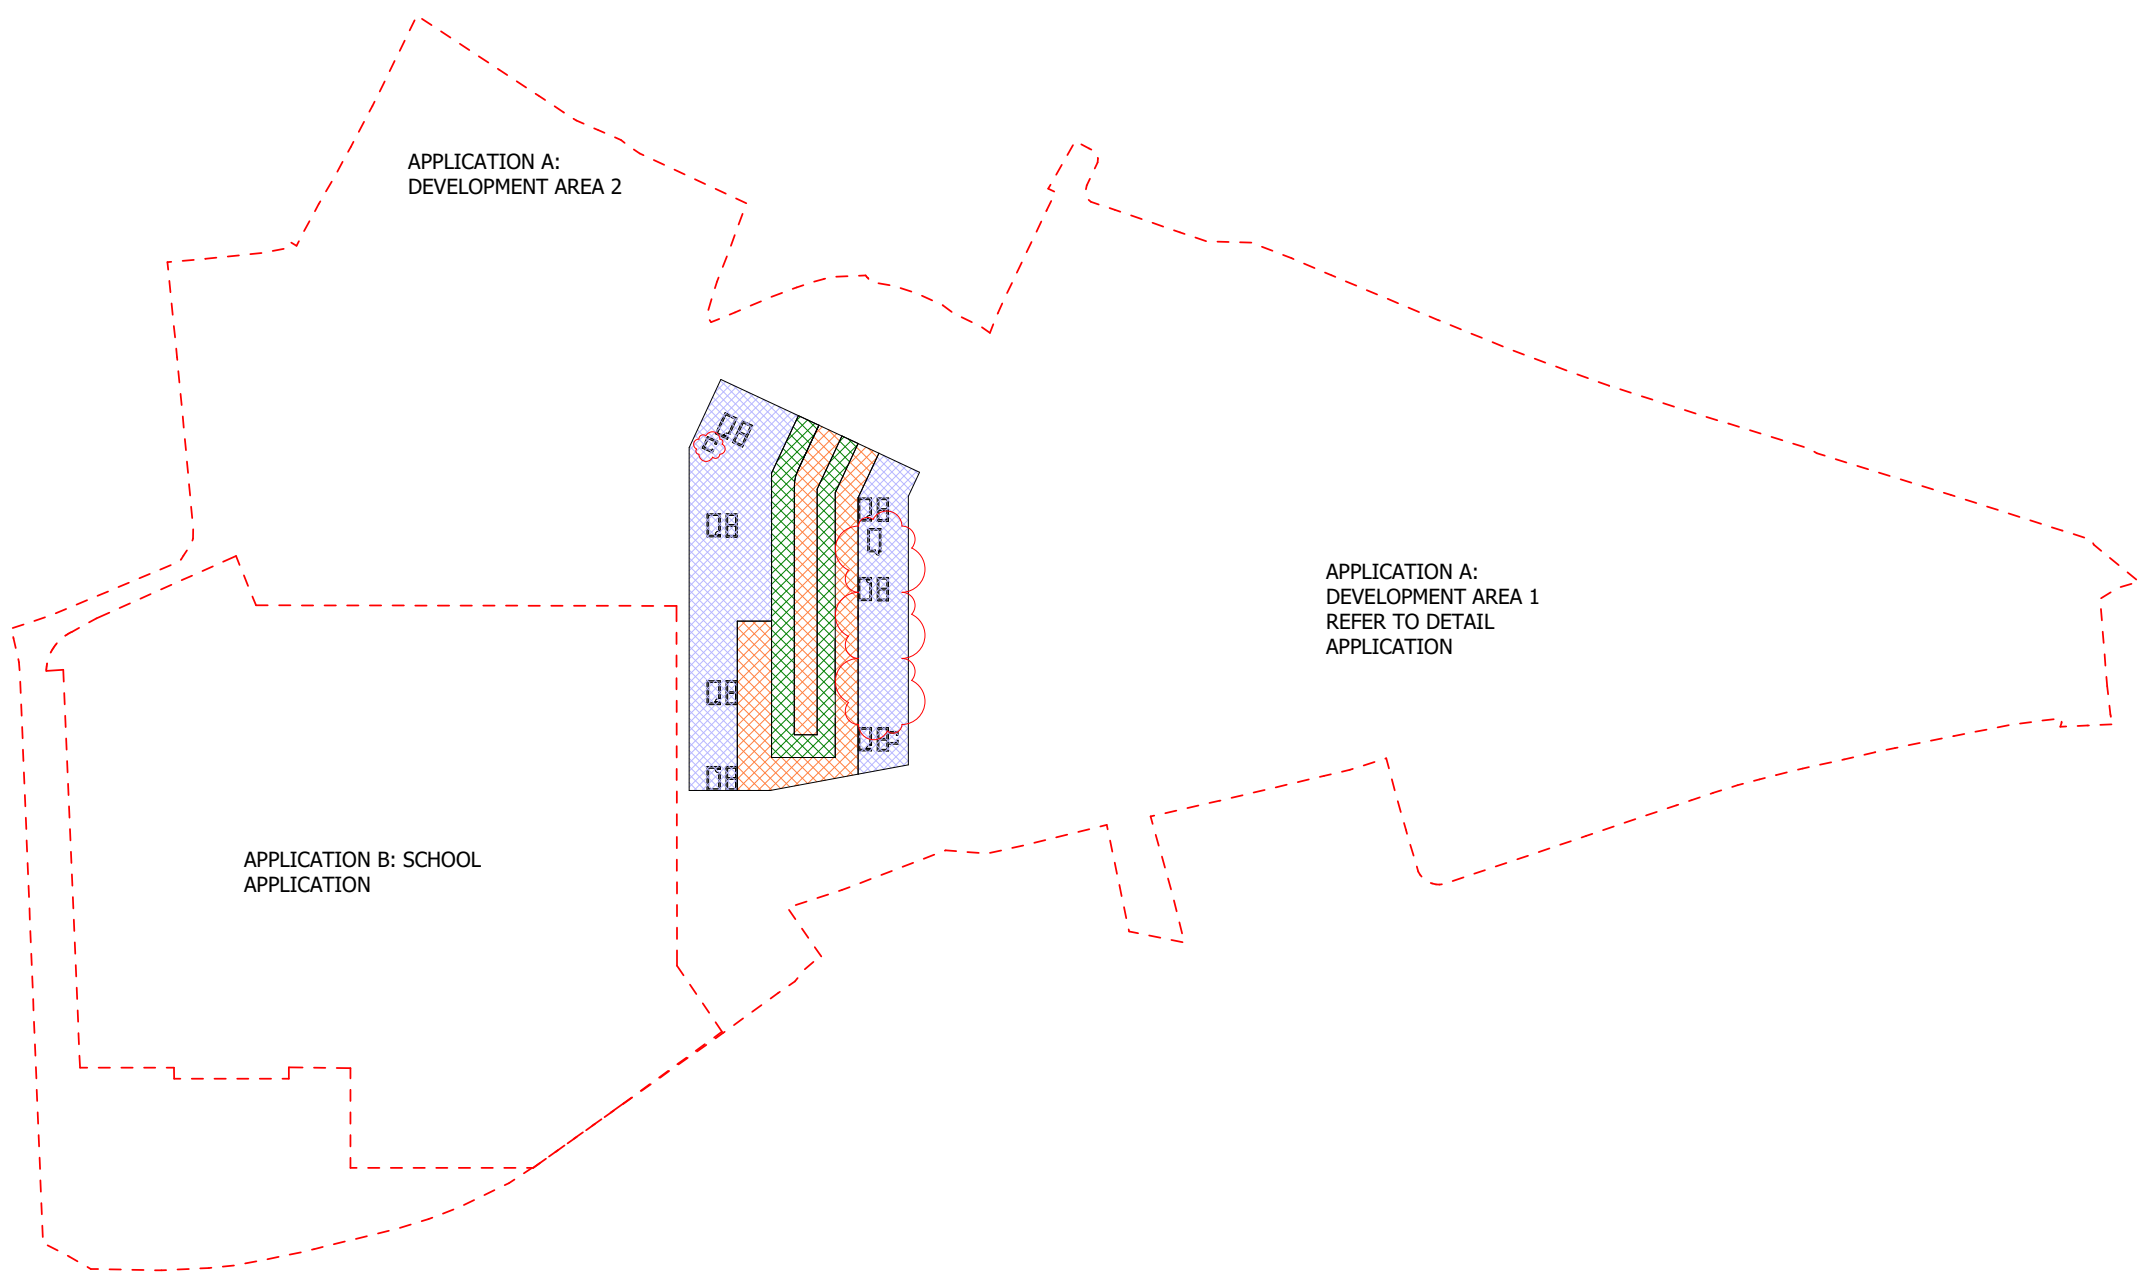 APPLICATION A:
DEVELOPMENT AREA 2
APPLICATION A:
DEVELOPMENT AREA 1
REFER TO DETAIL
APPLICATION
APPLICATION B: SCHOOL
APPLICATION